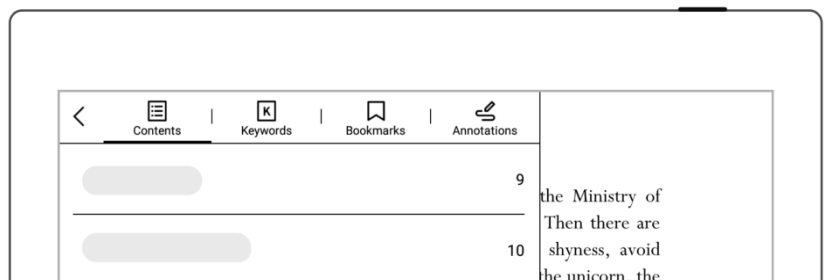 Contents | Keywords | Bookmarks | Annotations
K
9
10
the Ministry of
Then there are
shyness, avoid
the unicorn, the